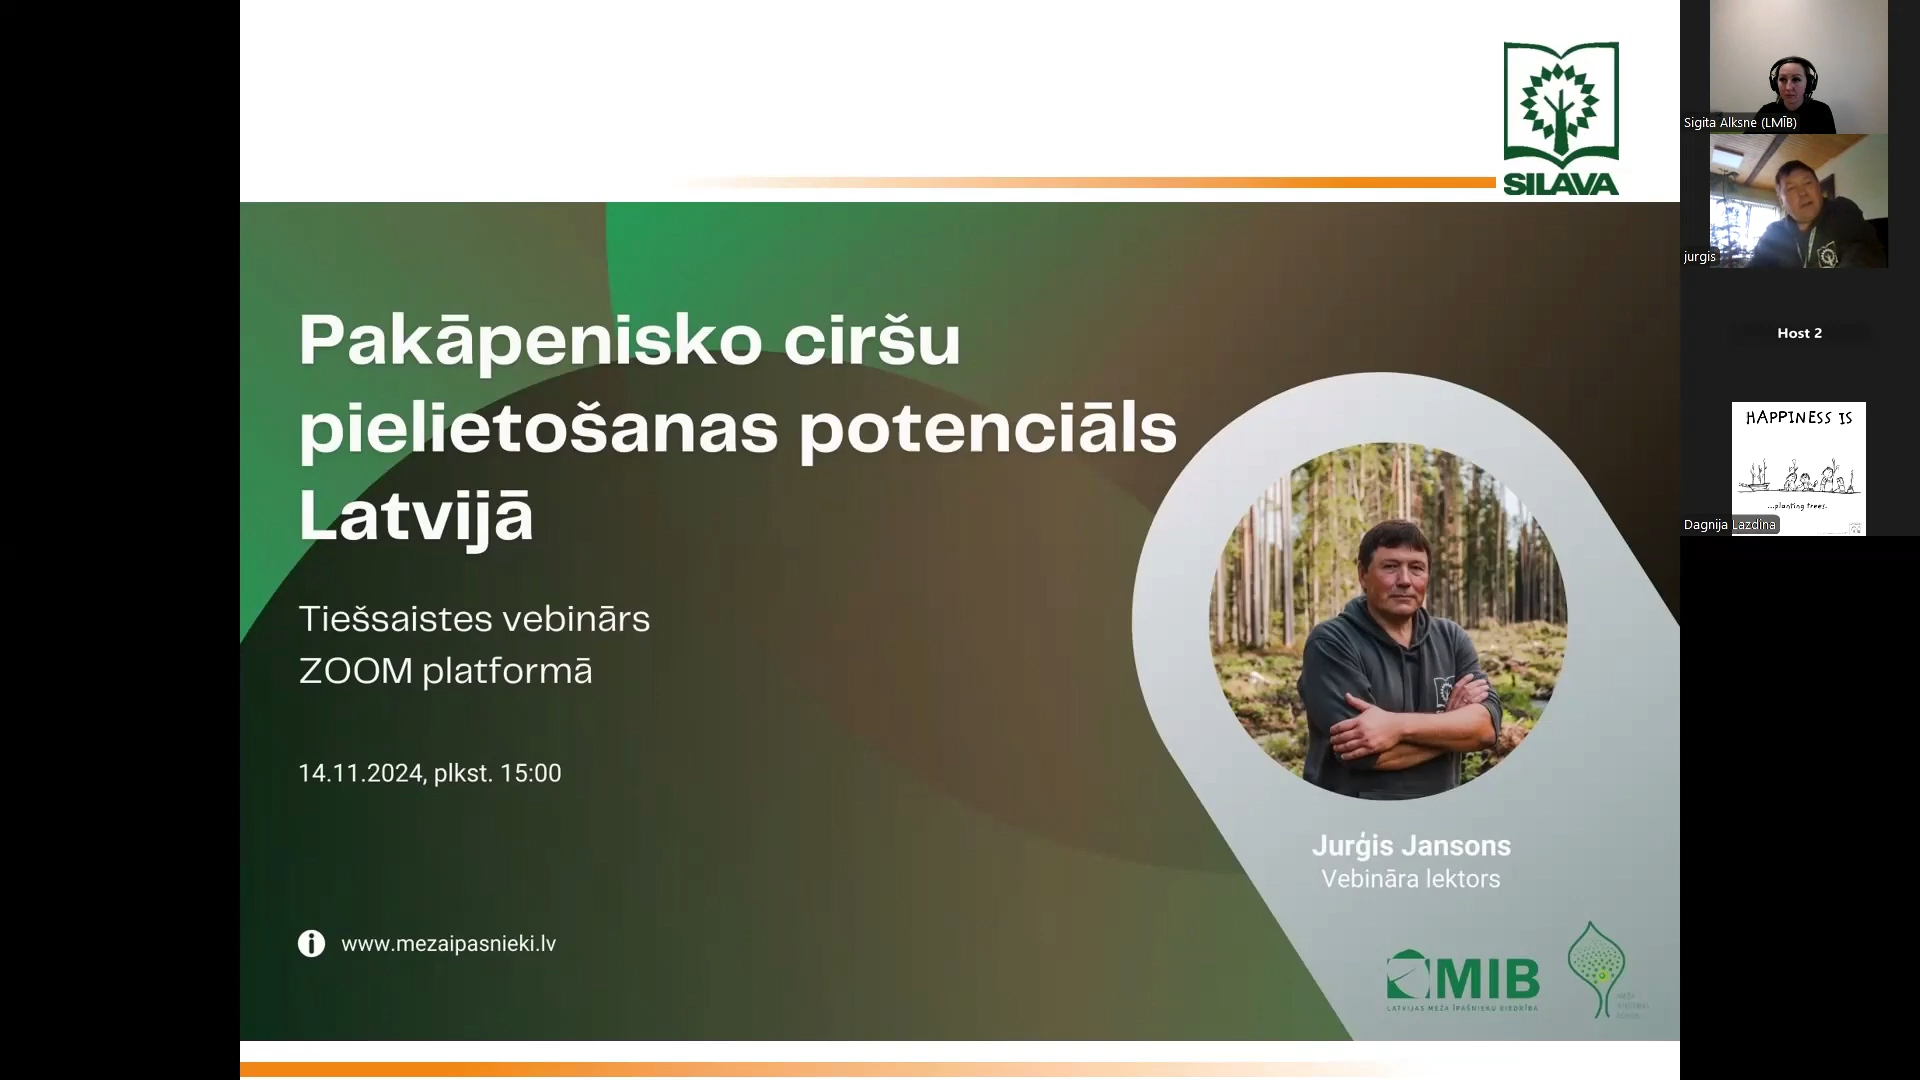 SILAVA
Pakāpenisko ciršu
pielietošanas potenciāls
Latvijā
Tiešsaistes vebinārs
ZOOM platformā
14.11.2024, plkst. 15:00
www.mezaipasnieki.lv
Jurģis Jansons
Vebināra lektors
MIB
LATVIJAS MEŽA ĪPAŠNIEKU BIEDRĪBA
Sigita Alksne (LMĪB)
jurgis
Host 2
HAPPINESS IS
...planting trees.
Dagnija Lazdina